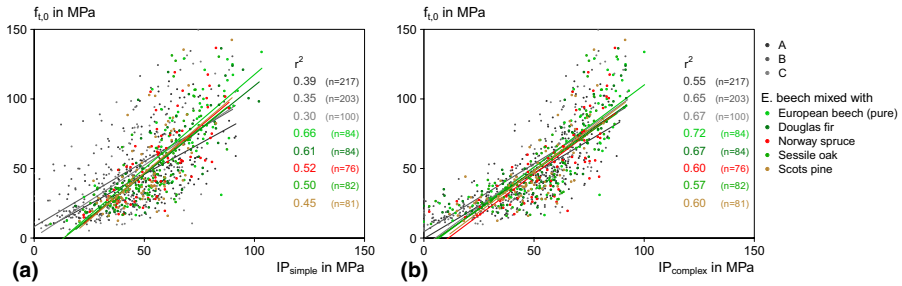 f_t,0 in MPa
150
100
50
0
0
50
100
150
r²
0.39 (n=217)
0.35 (n=203)
0.30 (n=100)
0.66 (n=84)
0.61 (n=84)
0.52 (n=76)
0.50 (n=82)
0.45 (n=81)
(a)
IP_simple in MPa
f_t,0 in MPa
150
100
50
0
0
50
100
150
r²
0.55 (n=217)
0.65 (n=203)
0.67 (n=100)
0.72 (n=84)
0.67 (n=84)
0.60 (n=76)
0.57 (n=82)
0.60 (n=81)
(b)
IP_complex in MPa
A
B
C
E. beech mixed with
European beech (pure)
Douglas fir
Norway spruce
Sessile oak
Scots pine